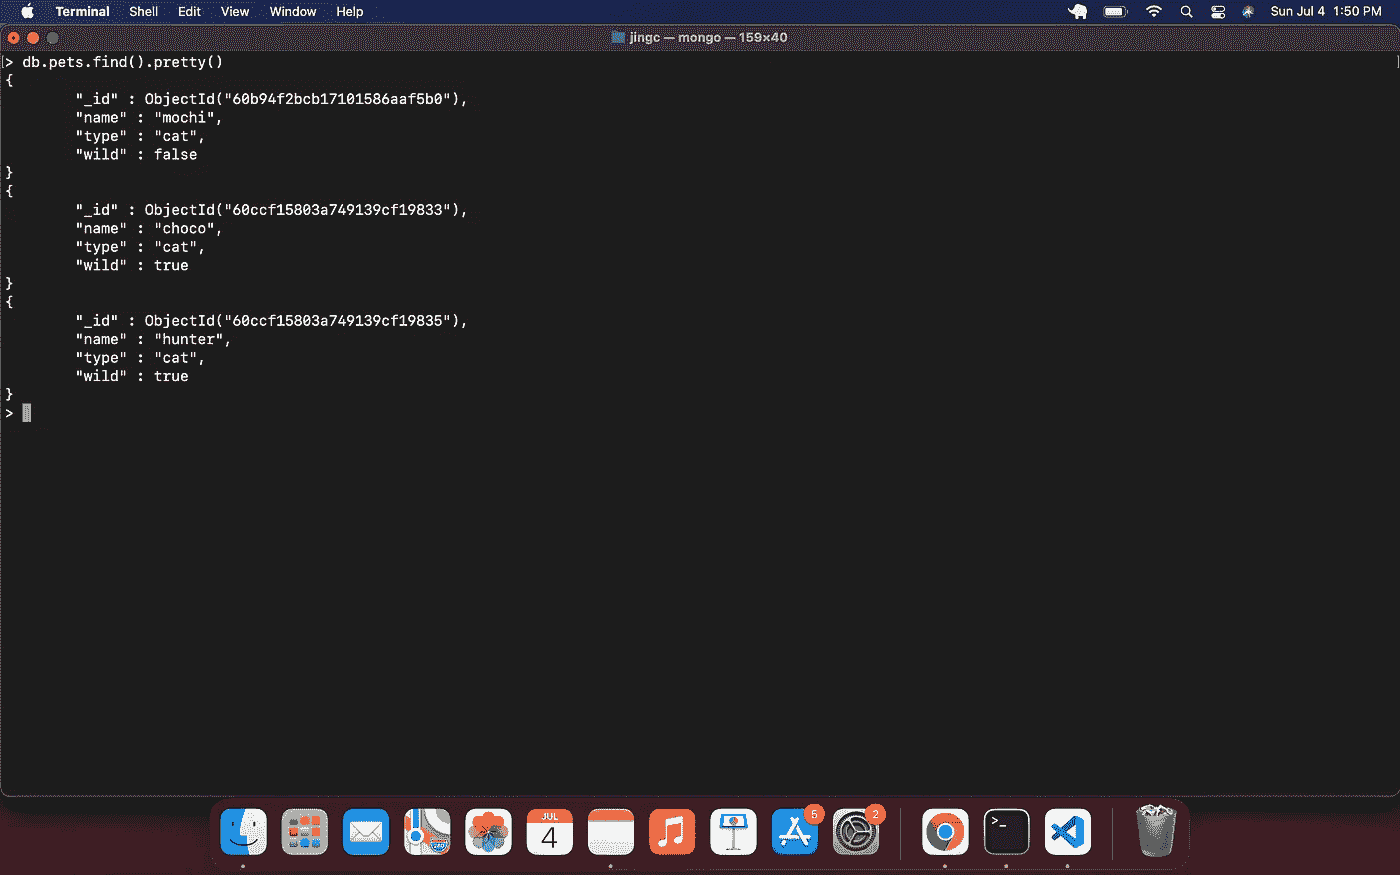 Terminal Shell Edit View Window Help Sun Jul 4 1:50 PM
jingc — mongo — 159×40
> db.pets.find().pretty()
{
"_id" : ObjectId("60b94f2bcb17101586aaf5b0"),
"name" : "mochi",
"type" : "cat",
"wild" : false
}
{
"_id" : ObjectId("60ccf15803a749139cf19833"),
"name" : "choco",
"type" : "cat",
"wild" : true
}
{
"_id" : ObjectId("60ccf15803a749139cf19835"),
"name" : "hunter",
"type" : "cat",
"wild" : true
}
>
JUL
4
5
2
>_